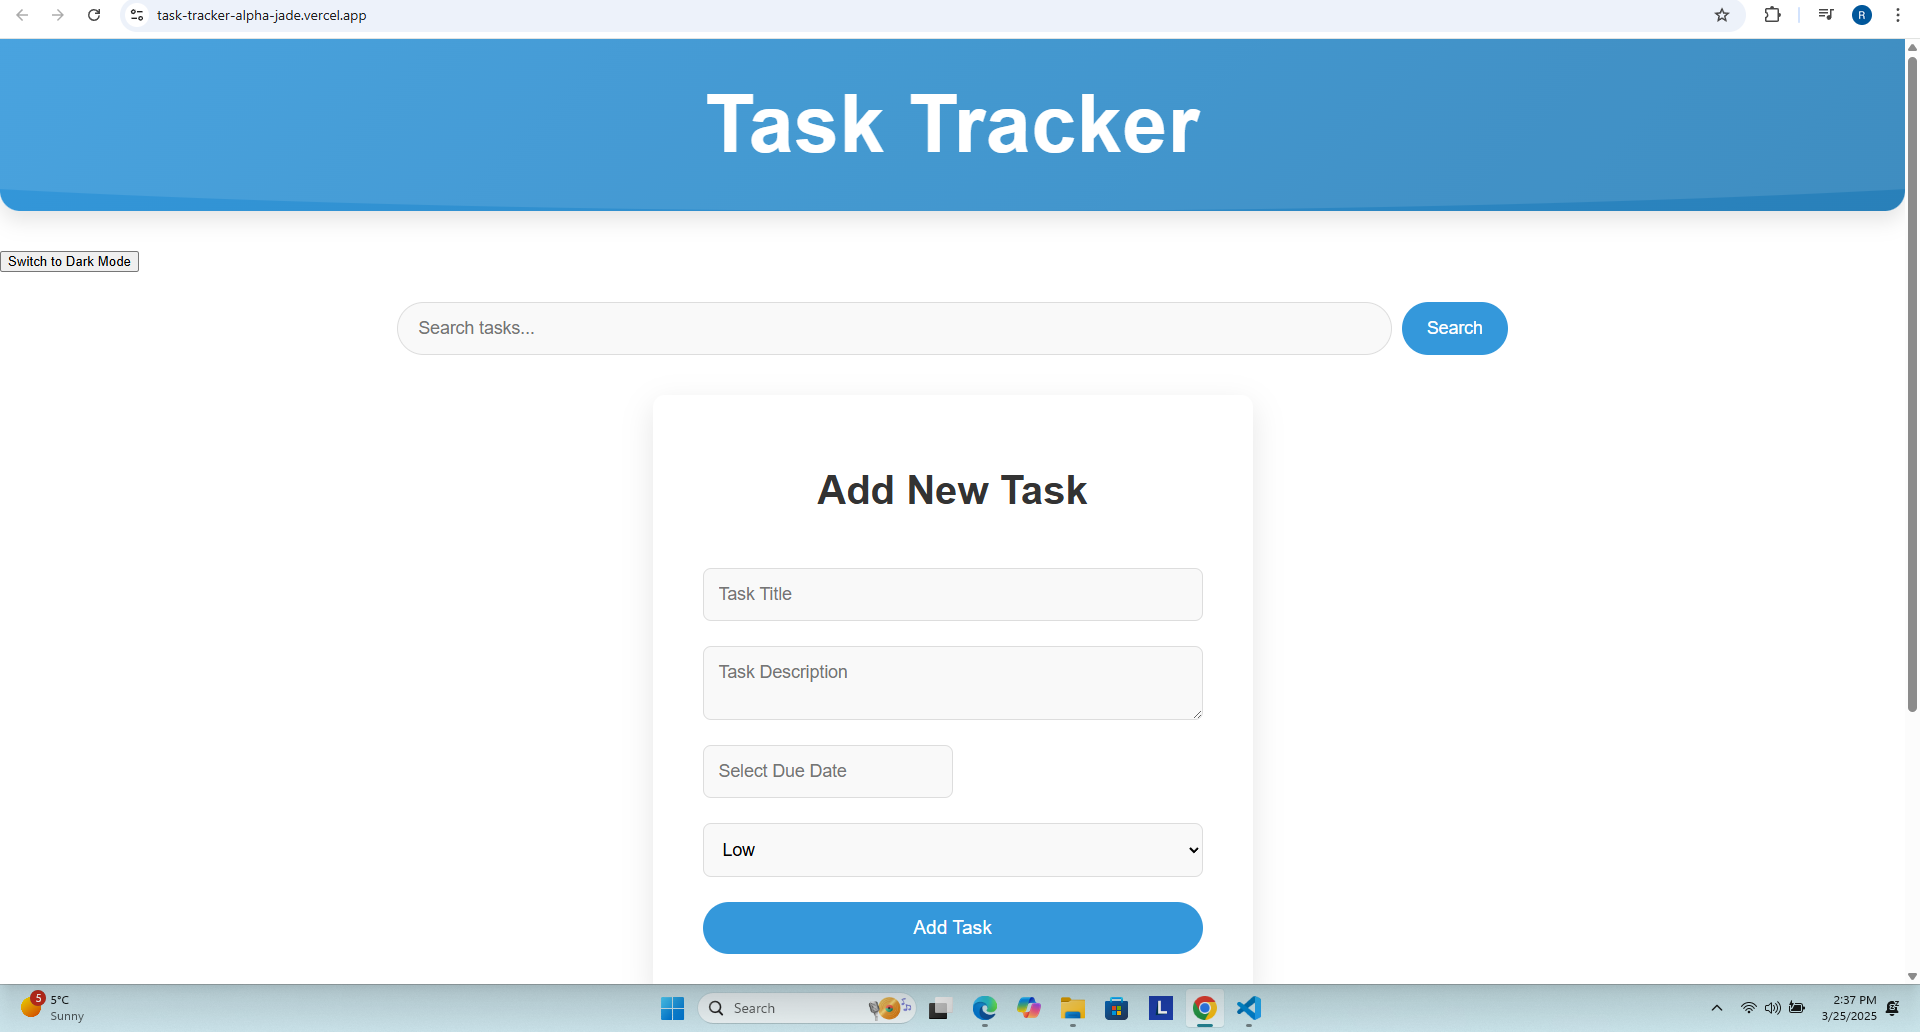 task-tracker-alpha-jade.vercel.app
R
Task Tracker
Switch to Dark Mode
Search tasks...
Search
Add New Task
Task Title
Task Description
Select Due Date
Low
Add Task
5
5°C
Sunny
Search
L
2:37 PM
3/25/2025